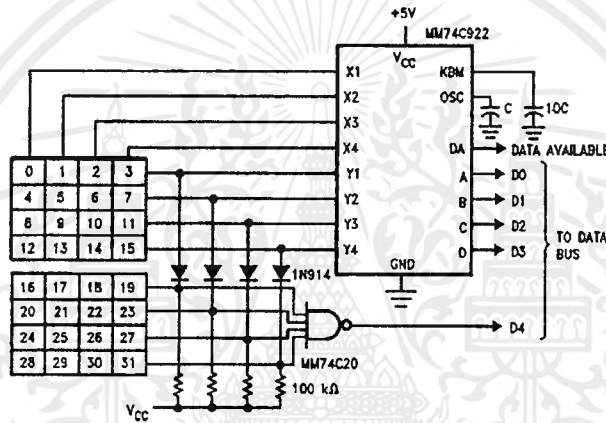 +5V
MM74C922
VCC
X1
X2
X3
X4
Y1
Y2
Y3
Y4
GND
KBM
OSC
C
10C
DA
DATA AVAILABLE
A
D0
B
D1
C
D2
D
D3
TO DATA
BUS
0 1 2 3
4 5 6 7
8 9 10 11
12 13 14 15
1N914
16 17 18 19
20 21 22 23
24 25 26 27
28 29 30 31
D4
MM74C20
100 kΩ
VCC